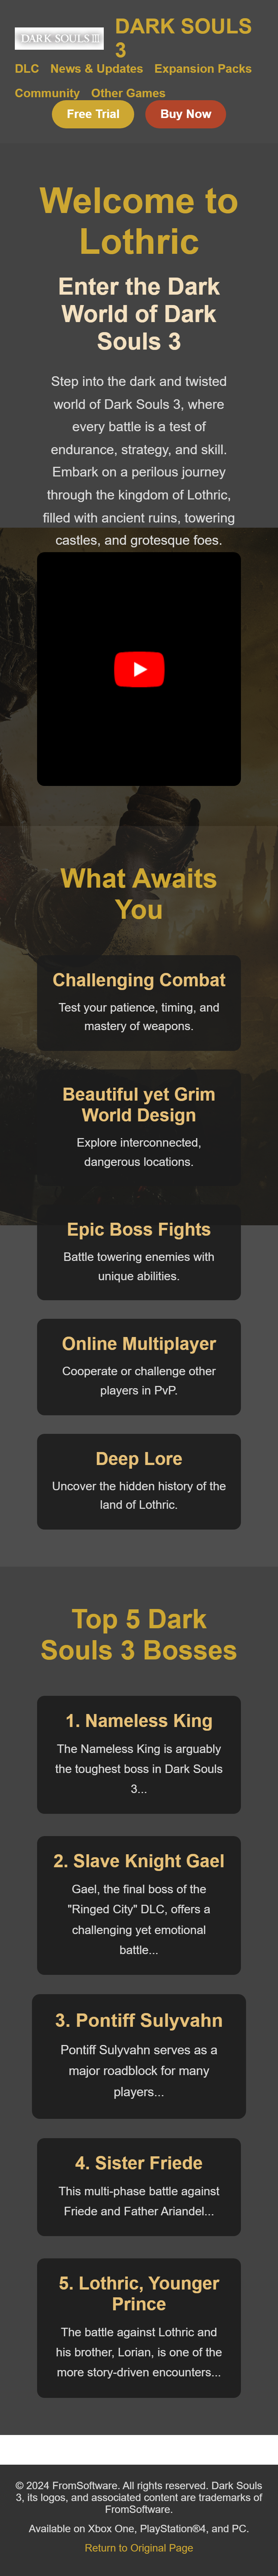 DARK SOULS III
DARK SOULS
3
DLC News & Updates Expansion Packs
Community Other Games
Free Trial Buy Now
Welcome to
Lothric
Enter the Dark
World of Dark
Souls 3
Step into the dark and twisted
world of Dark Souls 3, where
every battle is a test of
endurance, strategy, and skill.
Embark on a perilous journey
through the kingdom of Lothric,
filled with ancient ruins, towering
castles, and grotesque foes.
What Awaits
You
Challenging Combat
Test your patience, timing, and
mastery of weapons.
Beautiful yet Grim
World Design
Explore interconnected,
dangerous locations.
Epic Boss Fights
Battle towering enemies with
unique abilities.
Online Multiplayer
Cooperate or challenge other
players in PvP.
Deep Lore
Uncover the hidden history of the
land of Lothric.
Top 5 Dark
Souls 3 Bosses
1. Nameless King
The Nameless King is arguably
the toughest boss in Dark Souls
3...
2. Slave Knight Gael
Gael, the final boss of the
"Ringed City" DLC, offers a
challenging yet emotional
battle...
3. Pontiff Sulyvahn
Pontiff Sulyvahn serves as a
major roadblock for many
players...
4. Sister Friede
This multi-phase battle against
Friede and Father Ariandel...
5. Lothric, Younger
Prince
The battle against Lothric and
his brother, Lorian, is one of the
more story-driven encounters...
© 2024 FromSoftware. All rights reserved. Dark Souls
3, its logos, and associated content are trademarks of
FromSoftware.
Available on Xbox One, PlayStation®4, and PC.
Return to Original Page